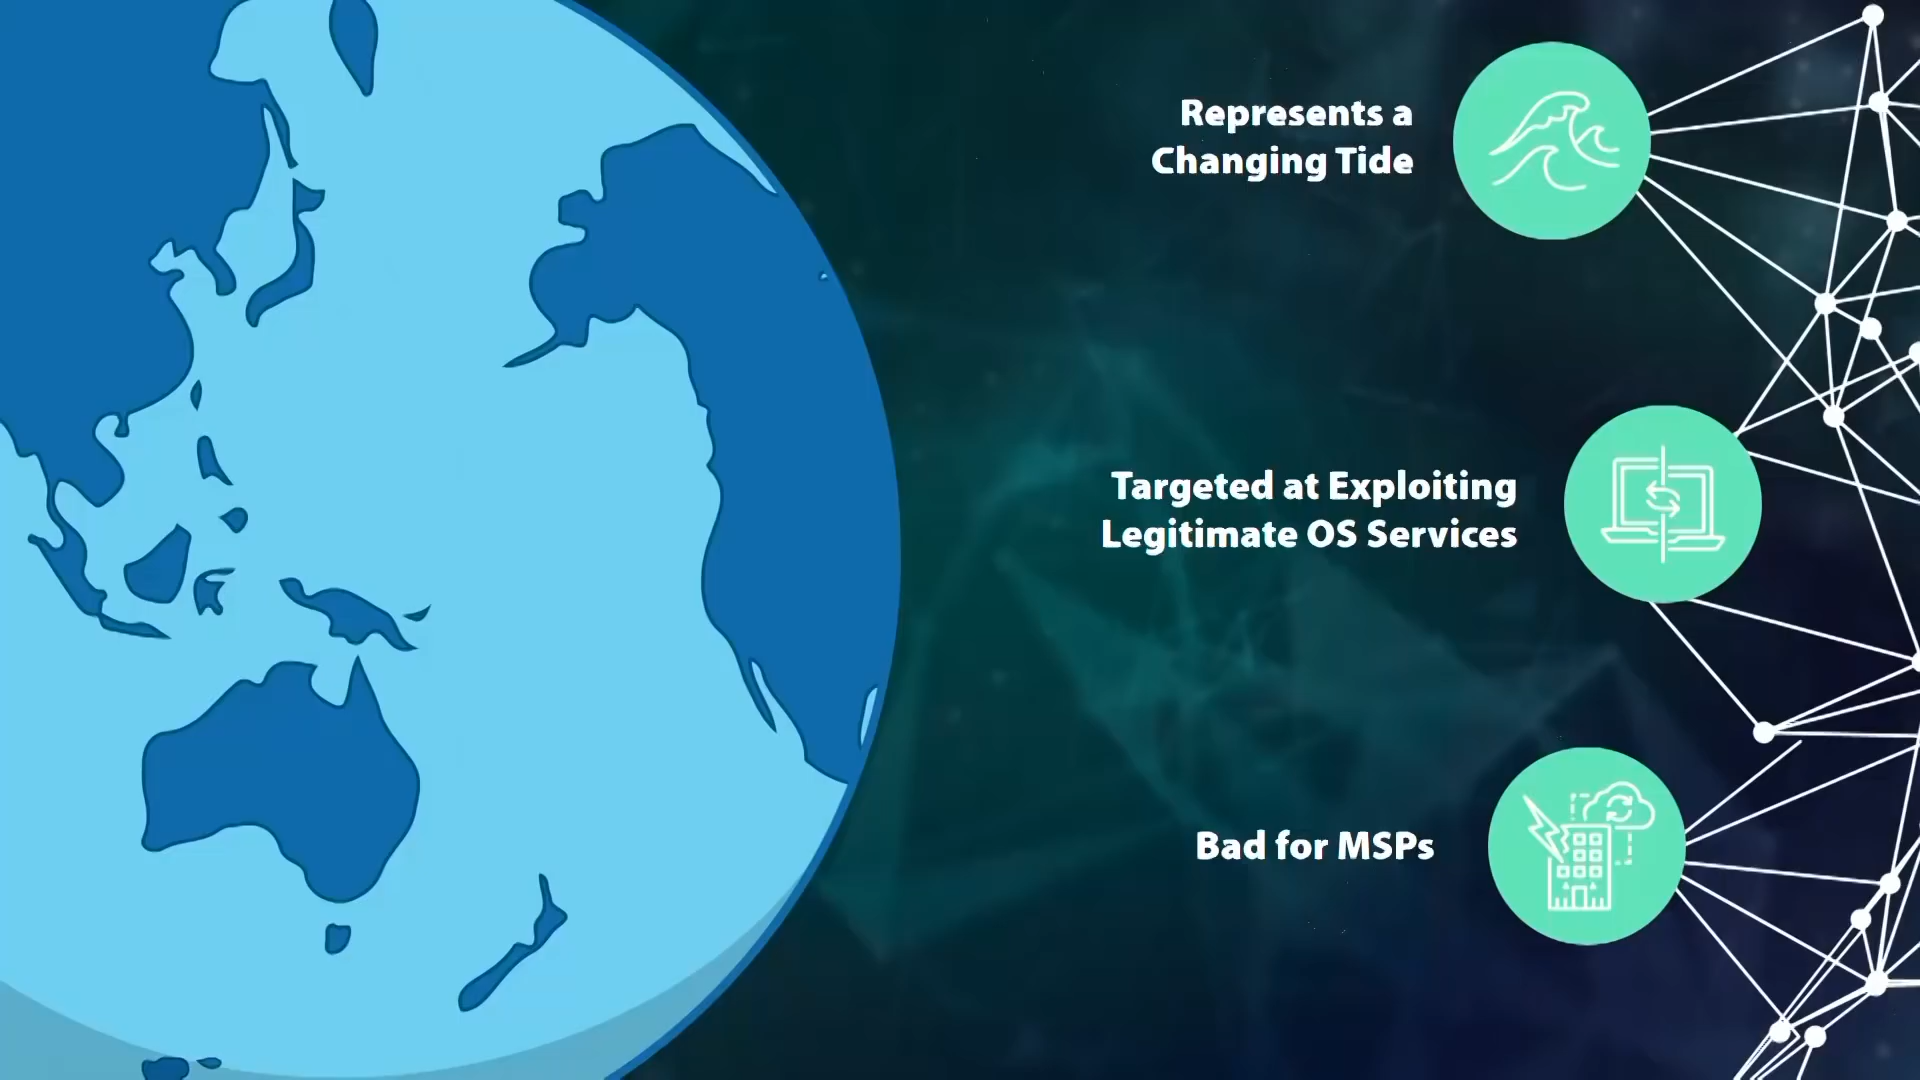 Represents a
Changing Tide
Targeted at Exploiting
Legitimate OS Services
Bad for MSPs